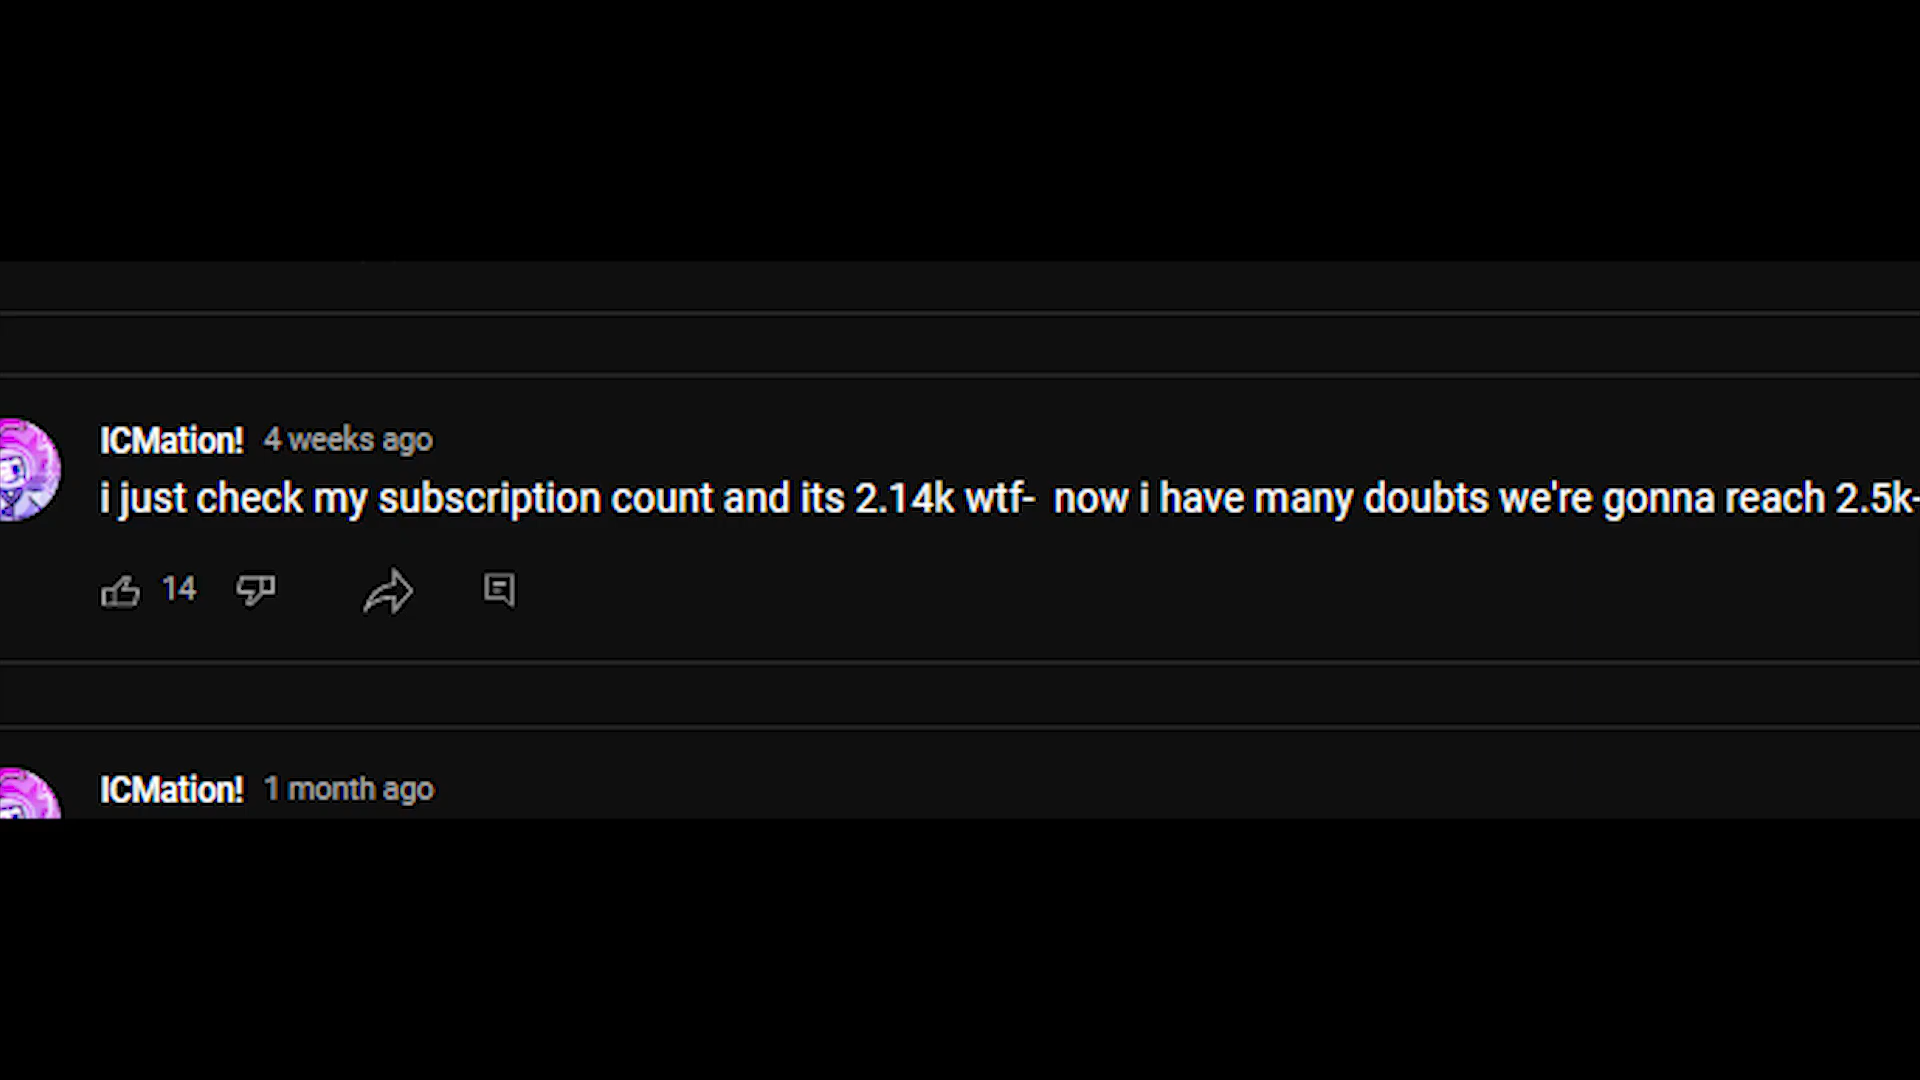 ICMation! 4 weeks ago
i just check my subscription count and its 2.14k wtf- now i have many doubts we're gonna reach 2.5k-
14
ICMation! 1 month ago